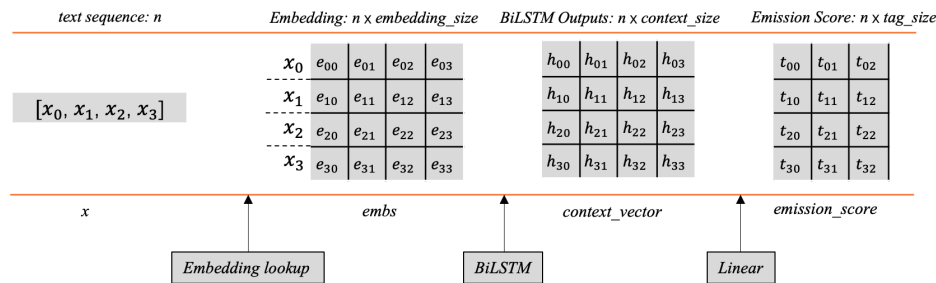 text sequence: n Embedding: n x embedding_size BiLSTM Outputs: n x context_size Emission Score: n x tag_size
x₀ e₀₀ e₀₁ e₀₂ e₀₃ h₀₀ h₀₁ h₀₂ h₀₃ t₀₀ t₀₁ t₀₂
x₁ e₁₀ e₁₁ e₁₂ e₁₃ h₁₀ h₁₁ h₁₂ h₁₃ t₁₀ t₁₁ t₁₂
[x₀, x₁, x₂, x₃]
x₂ e₂₀ e₂₁ e₂₂ e₂₃ h₂₀ h₂₁ h₂₂ h₂₃ t₂₀ t₂₁ t₂₂
x₃ e₃₀ e₃₁ e₃₂ e₃₃ h₃₀ h₃₁ h₃₂ h₃₃ t₃₀ t₃₁ t₃₂
x embs context_vector emission_score
Embedding lookup BiLSTM Linear